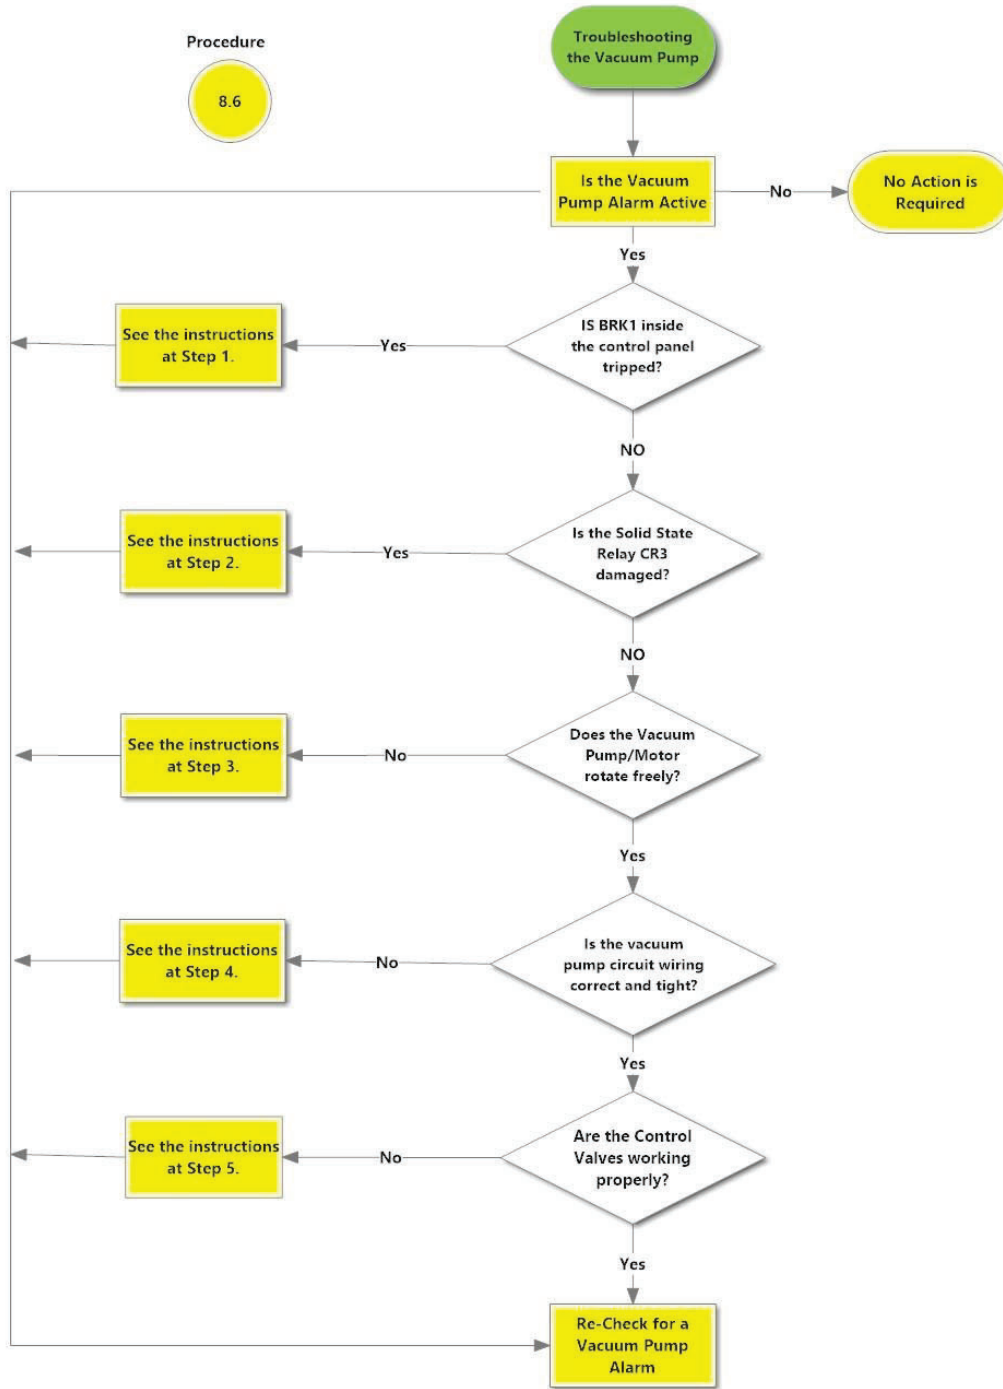 Procedure
8.6
Troubleshooting
the Vacuum Pump
Is the Vacuum
Pump Alarm Active
No
No Action is
Required
Yes
IS BRK1 inside
the control panel
tripped?
Yes
See the instructions
at Step 1.
NO
Is the Solid State
Relay CR3
damaged?
Yes
See the instructions
at Step 2.
NO
Does the Vacuum
Pump/Motor
rotate freely?
No
See the instructions
at Step 3.
Yes
Is the vacuum
pump circuit wiring
correct and tight?
No
See the instructions
at Step 4.
Yes
Are the Control
Valves working
properly?
No
See the instructions
at Step 5.
Yes
Re-Check for a
Vacuum Pump
Alarm